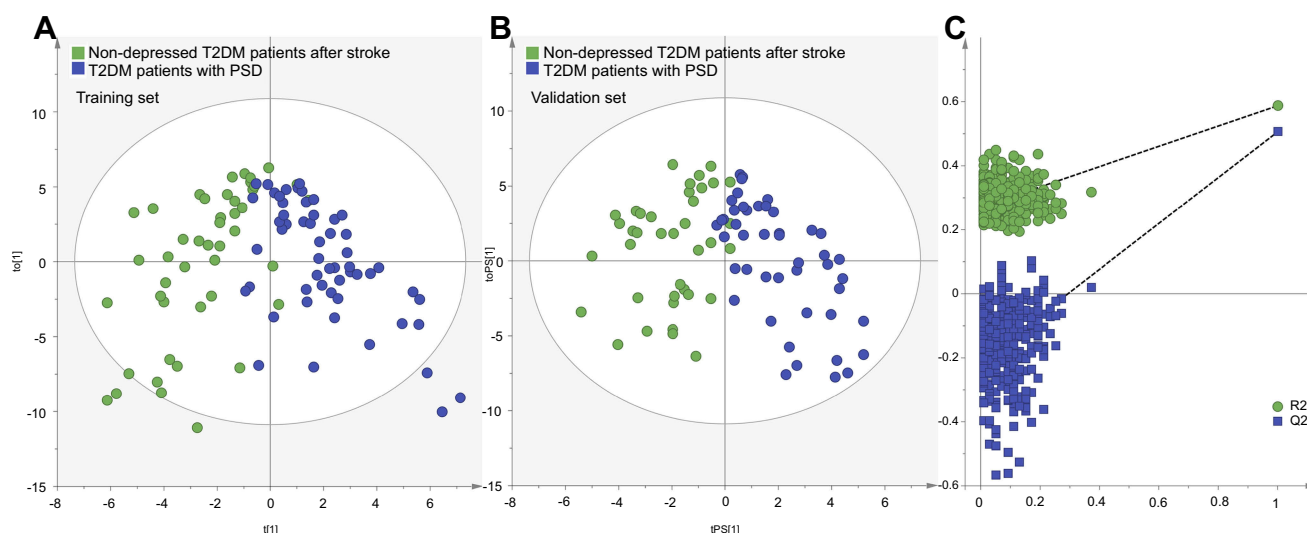 A
Non-depressed T2DM patients after stroke
T2DM patients with PSD
Training set
10
5
0
-5
-10
-15
-8
-6
-4
-2
0
2
4
6
to[1]
t[1]
B
Non-depressed T2DM patients after stroke
T2DM patients with PSD
Validation set
10
5
0
-5
-10
-15
-8
-6
-4
-2
0
2
4
6
toPS[1]
tPS[1]
C
0.6
0.4
0.2
0
-0.2
-0.4
-0.6
0
0.2
0.4
0.6
0.8
1
R2
Q2